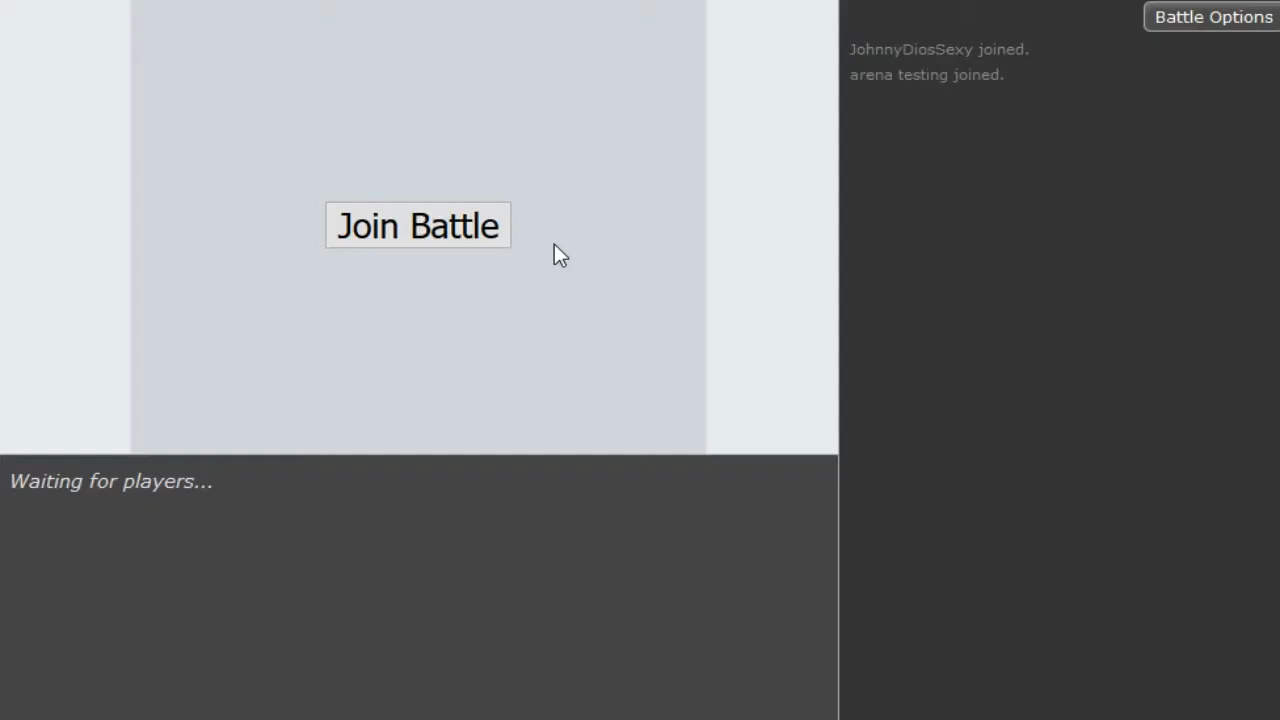 Battle Options
JohnnyDiosSexy joined.
arena testing joined.
Join Battle
Waiting for players...